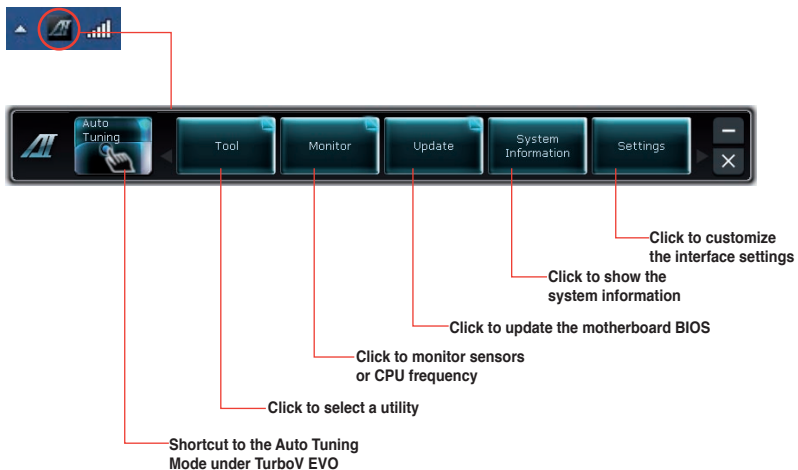 Auto
Tuning
Tool
Monitor
Update
System
Information
Settings
Click to customize
the interface settings
Click to show the
system information
Click to update the motherboard BIOS
Click to monitor sensors
or CPU frequency
Click to select a utility
Shortcut to the Auto Tuning
Mode under TurboV EVO